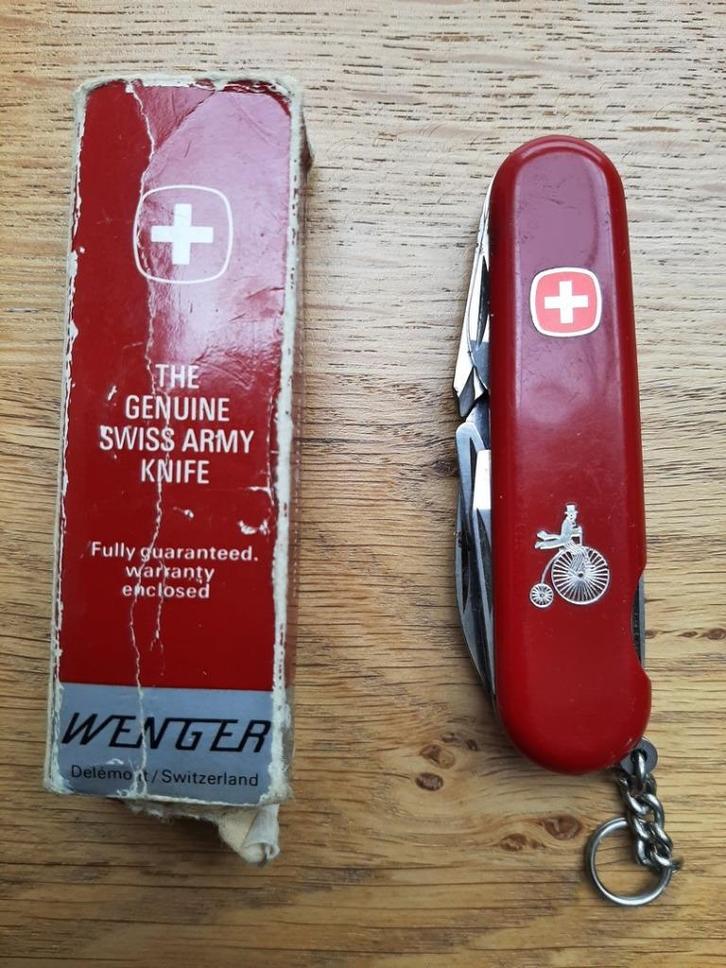 THE
GENUINE
SWISS ARMY
KNIFE
Fully guaranteed.
warranty
enclosed
WENGER
Delémont/Switzerland